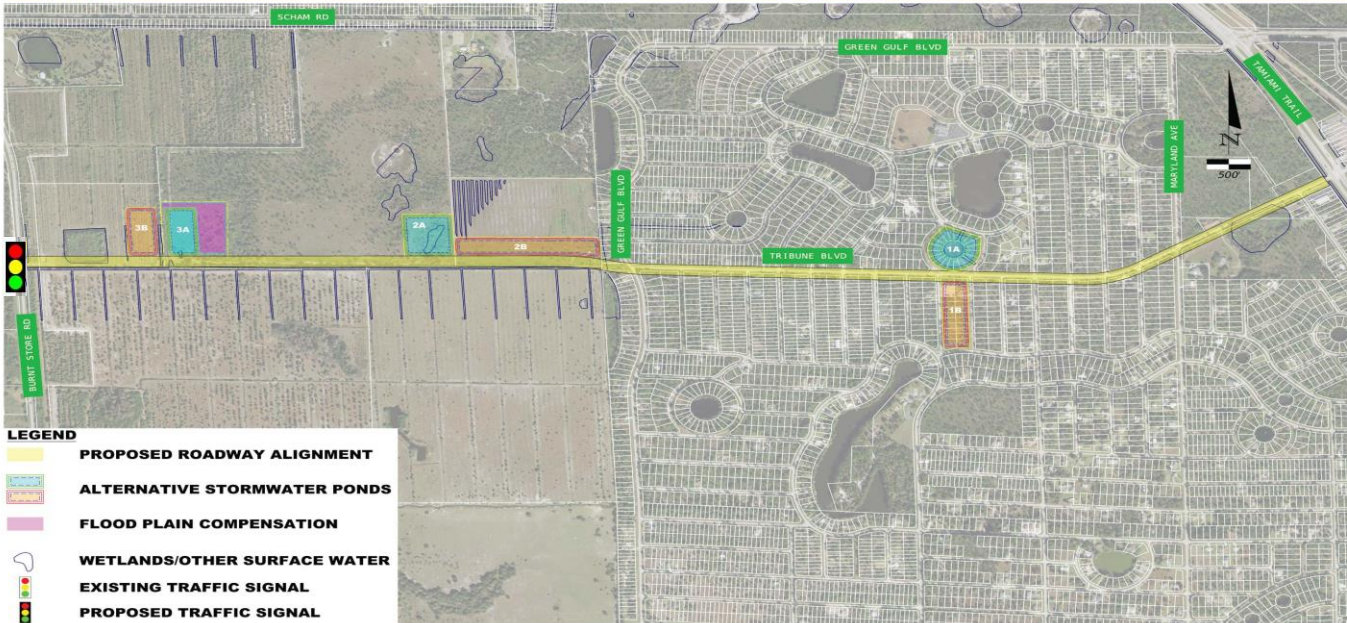 SCHAM RD
GREEN GULF BLVD
TAMIAMI TRAIL
MARYLAND AVE
N
500'
GREEN GULF BLVD
3B
3A
2A
2B
1A
TRIBUNE BLVD
1B
BURNT STORE RD
LEGEND
PROPOSED ROADWAY ALIGNMENT
ALTERNATIVE STORMWATER PONDS
FLOOD PLAIN COMPENSATION
WETLANDS/OTHER SURFACE WATER
EXISTING TRAFFIC SIGNAL
PROPOSED TRAFFIC SIGNAL